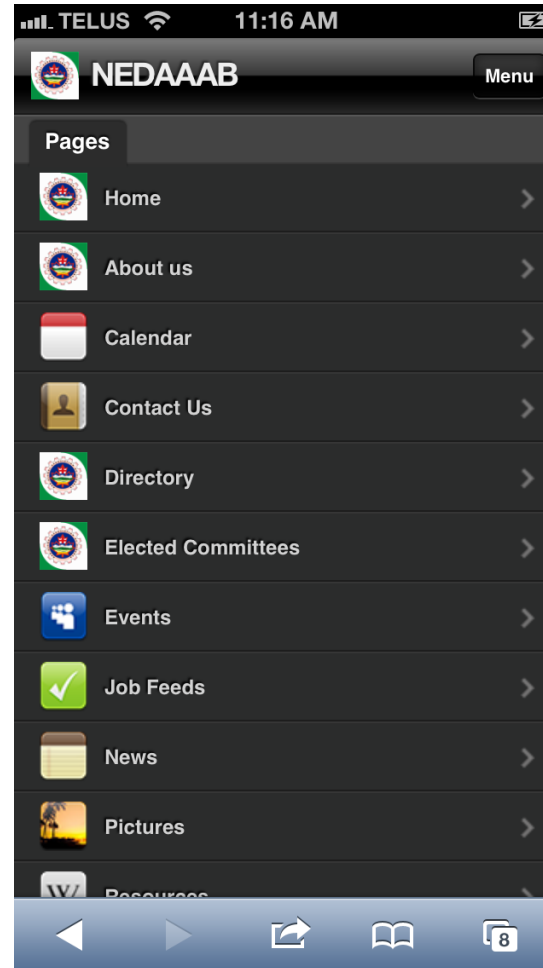 TELUS 11:16 AM
NEDAAAB
Menu
Pages
Home
About us
Calendar
Contact Us
Directory
Elected Committees
Events
Job Feeds
News
Pictures
W Resources
8